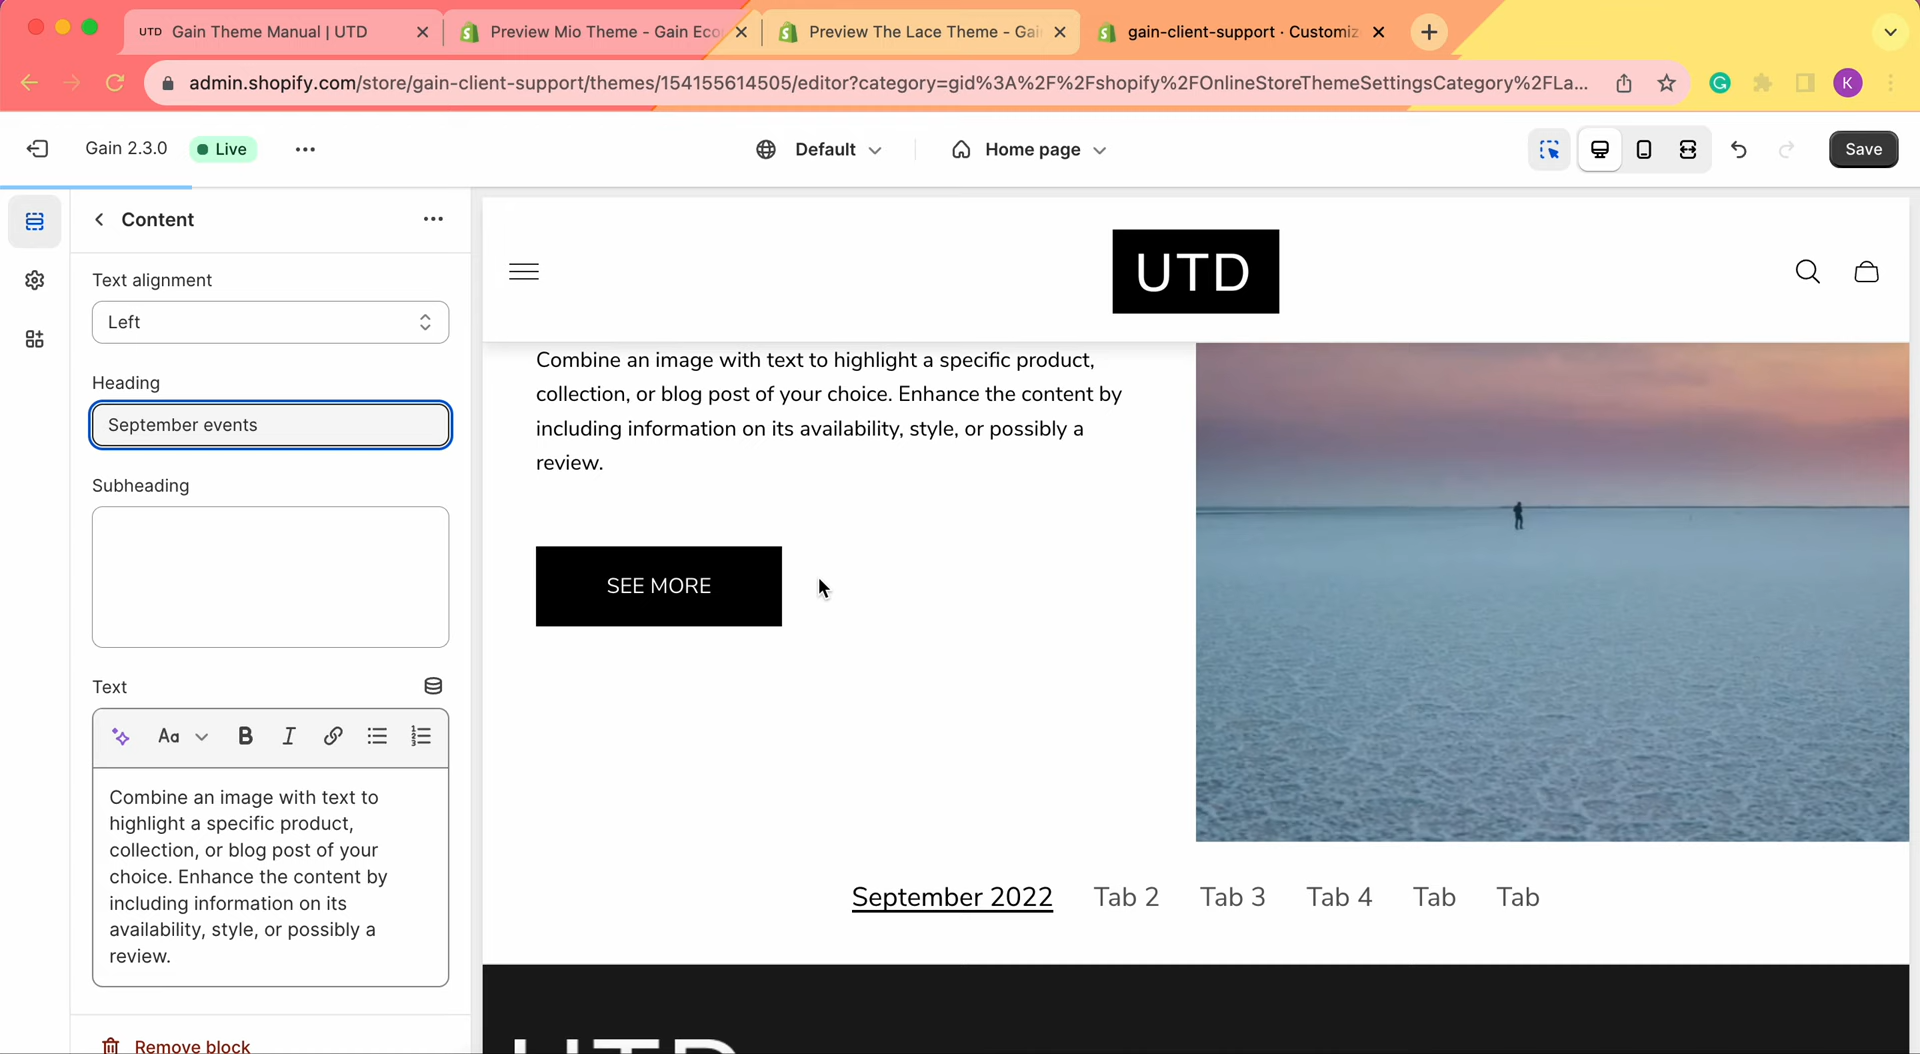 UTD Gain Theme Manual | UTD
Preview Mio Theme - Gain Eco
Preview The Lace Theme - Gai
gain-client-support · Customiz
admin.shopify.com/store/gain-client-support/themes/154155614505/editor?category=gid%3A%2F%2Fshopify%2FOnlineStoreThemeSettingsCategory%2FLa...
K
Gain 2.3.0
Live
Default
Home page
Save
Content
Text alignment
Left
Heading
September events
Subheading
Text
Aa
B
I
Combine an image with text to
highlight a specific product,
collection, or blog post of your
choice. Enhance the content by
including information on its
availability, style, or possibly a
review.
Remove block
UTD
Combine an image with text to highlight a specific product,
collection, or blog post of your choice. Enhance the content by
including information on its availability, style, or possibly a
review.
SEE MORE
September 2022 Tab 2 Tab 3 Tab 4 Tab Tab
UTD